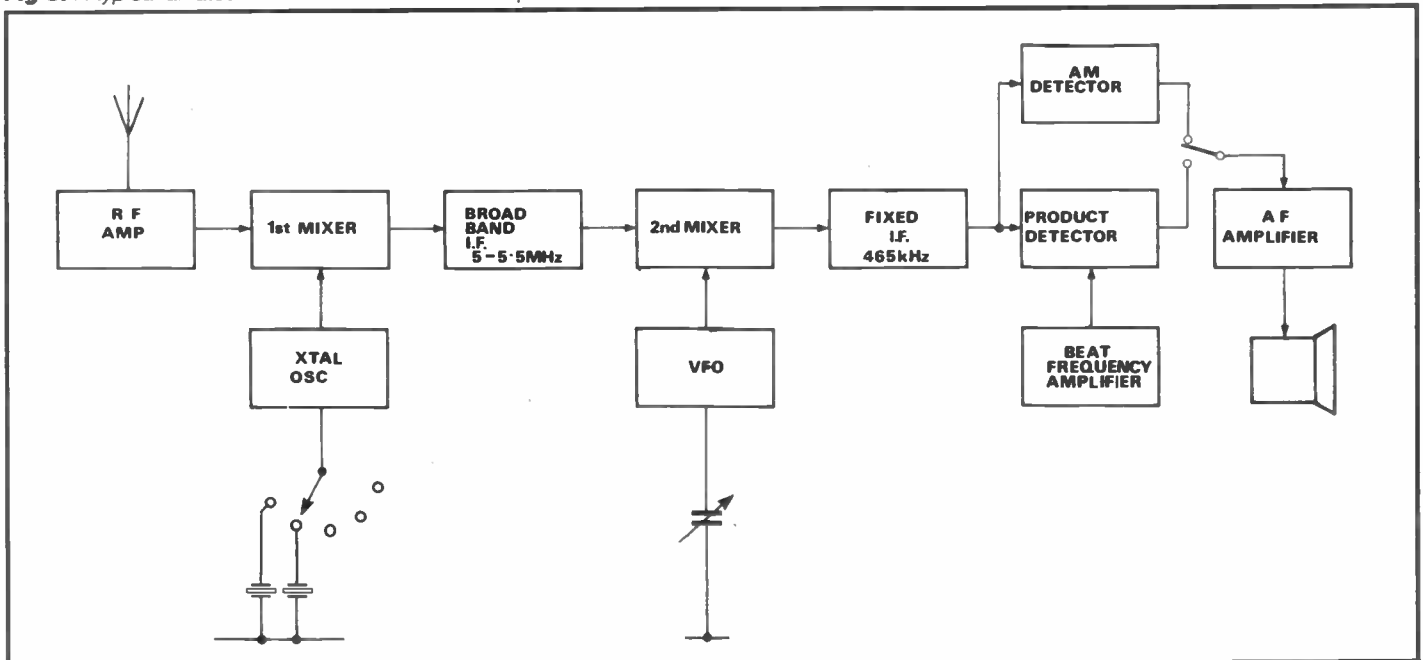 AM
DETECTOR
R F
AMP
1st MIXER
BROAD
BAND
I.F.
5-5·5MHz
2nd MIXER
FIXED
I.F.
465kHz
PRODUCT
DETECTOR
A F
AMPLIFIER
XTAL
OSC
VFO
BEAT
FREQUENCY
AMPLIFIER